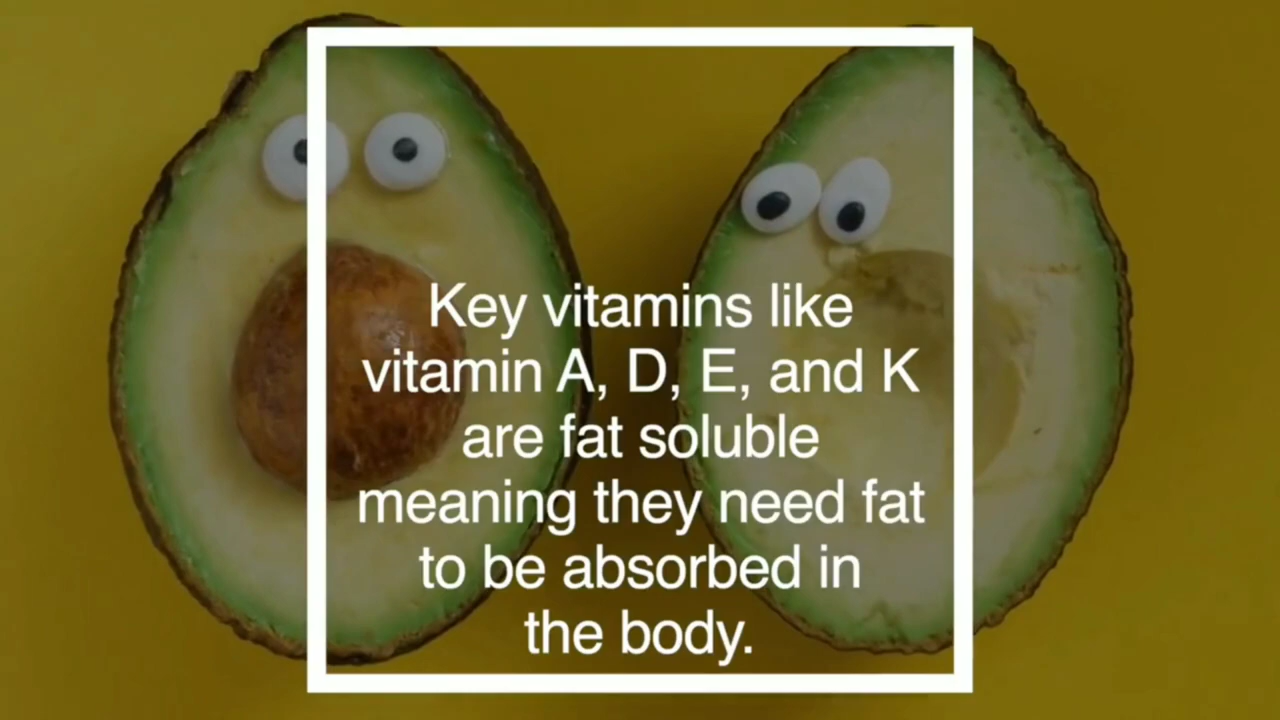 Key vitamins like
vitamin A, D, E, and K
are fat soluble
meaning they need fat
to be absorbed in
the body.